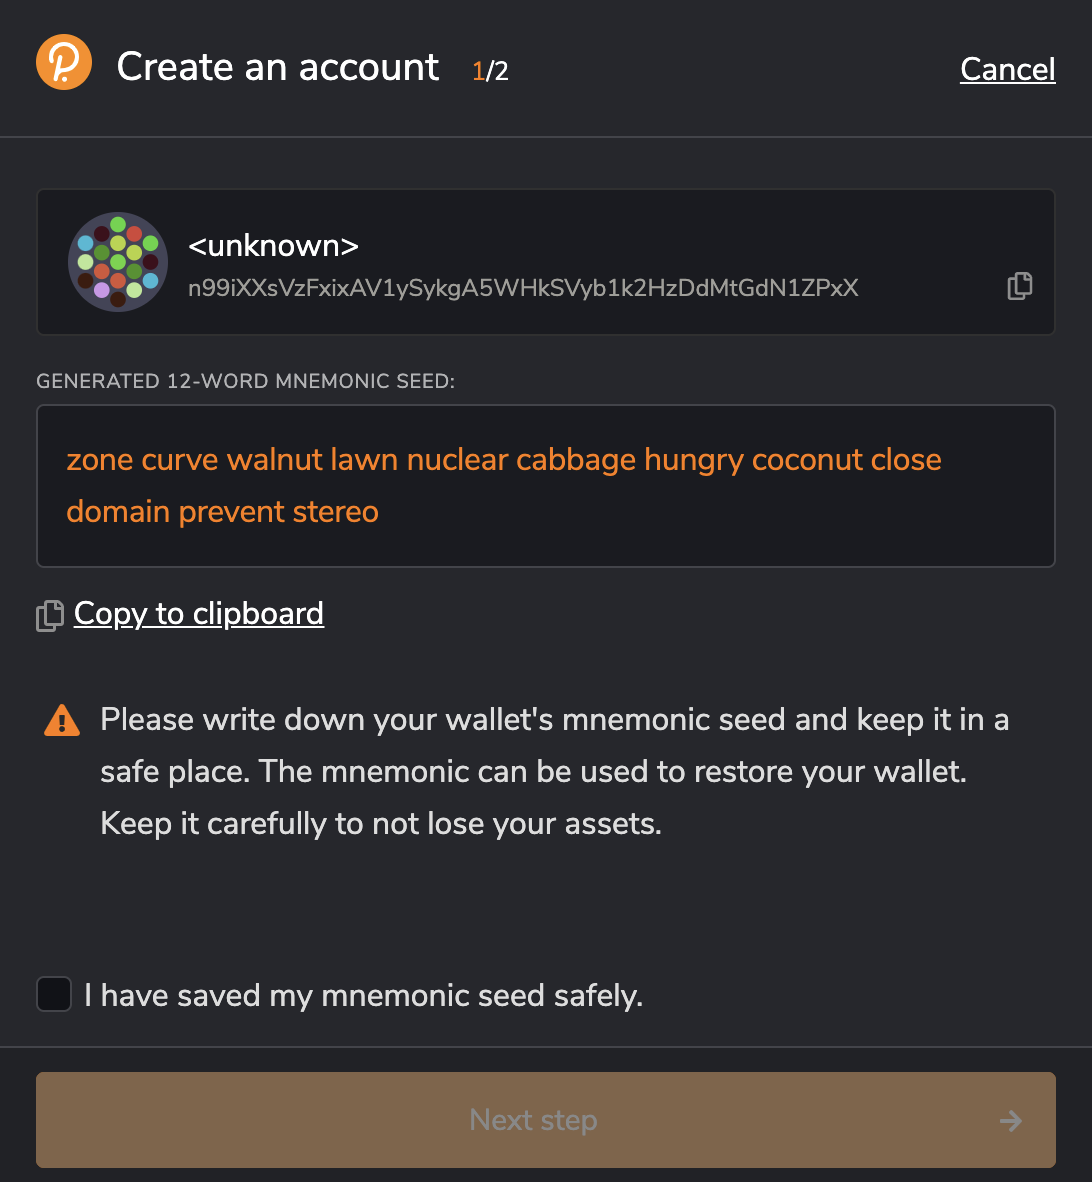 Create an account 1/2 Cancel
<unknown>
n99iXXsVzFxixAV1ySykgA5WHkSVyb1k2HzDdMtGdN1ZPxX
GENERATED 12-WORD MNEMONIC SEED:
zone curve walnut lawn nuclear cabbage hungry coconut close
domain prevent stereo
Copy to clipboard
Please write down your wallet's mnemonic seed and keep it in a
safe place. The mnemonic can be used to restore your wallet.
Keep it carefully to not lose your assets.
I have saved my mnemonic seed safely.
Next step